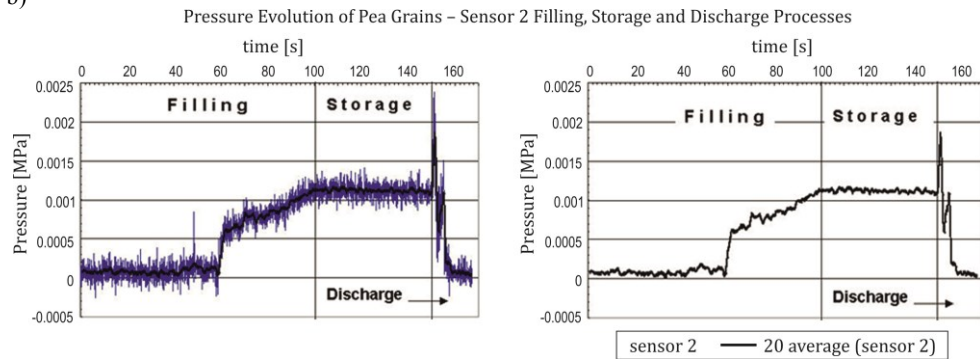 b)
Pressure Evolution of Pea Grains – Sensor 2 Filling, Storage and Discharge Processes
time [s]
0 20 40 60 80 100 120 140 160
Pressure [MPa]
0.0025
0.002
0.0015
0.001
0.0005
0
-0.0005
Filling
Storage
Discharge
time [s]
0 20 40 60 80 100 120 140 160
Pressure [MPa]
0.0025
0.002
0.0015
0.001
0.0005
0
-0.0005
Filling
Storage
Discharge
sensor 2 20 average (sensor 2)